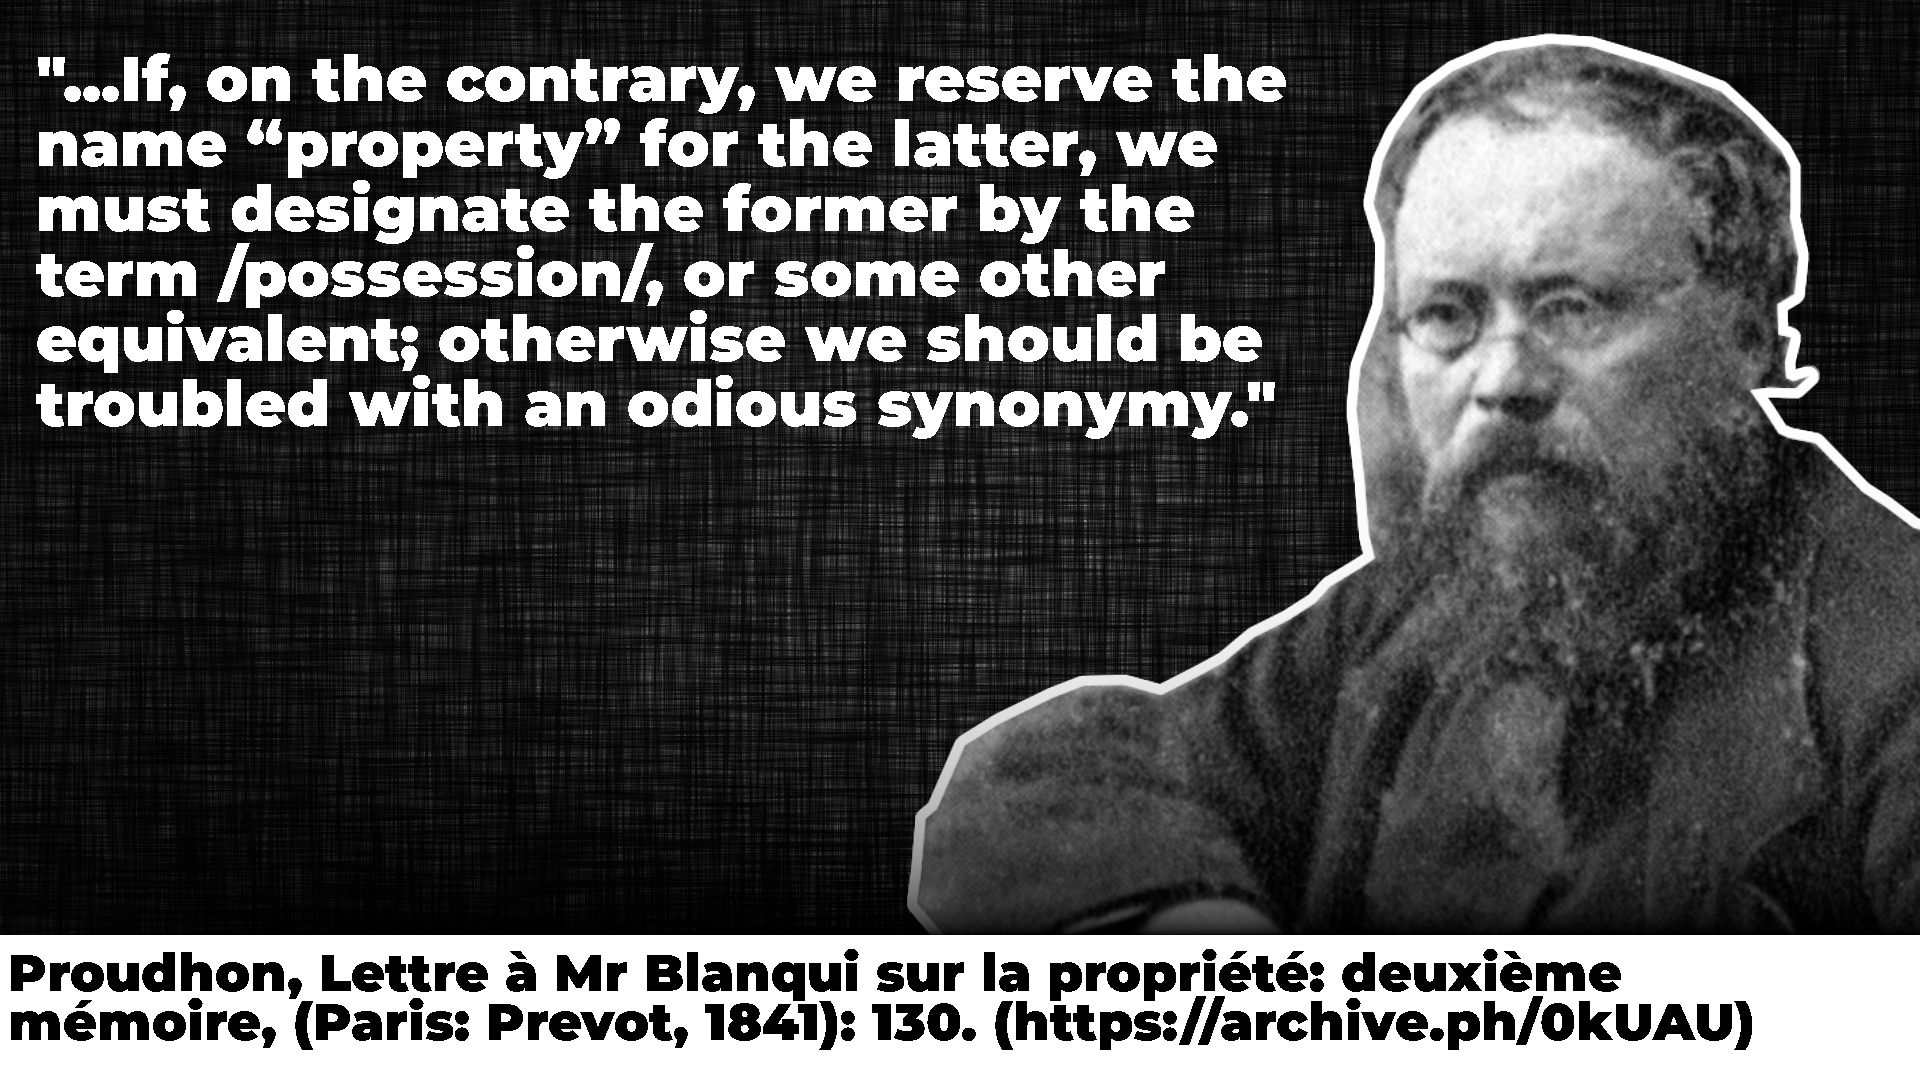 "...If, on the contrary, we reserve the
name “property” for the latter, we
must designate the former by the
term /possession/, or some other
equivalent; otherwise we should be
troubled with an odious synonymy."
Proudhon, Lettre à Mr Blanqui sur la propriété: deuxième
mémoire, (Paris: Prevot, 1841): 130. (https://archive.ph/0kUAU)